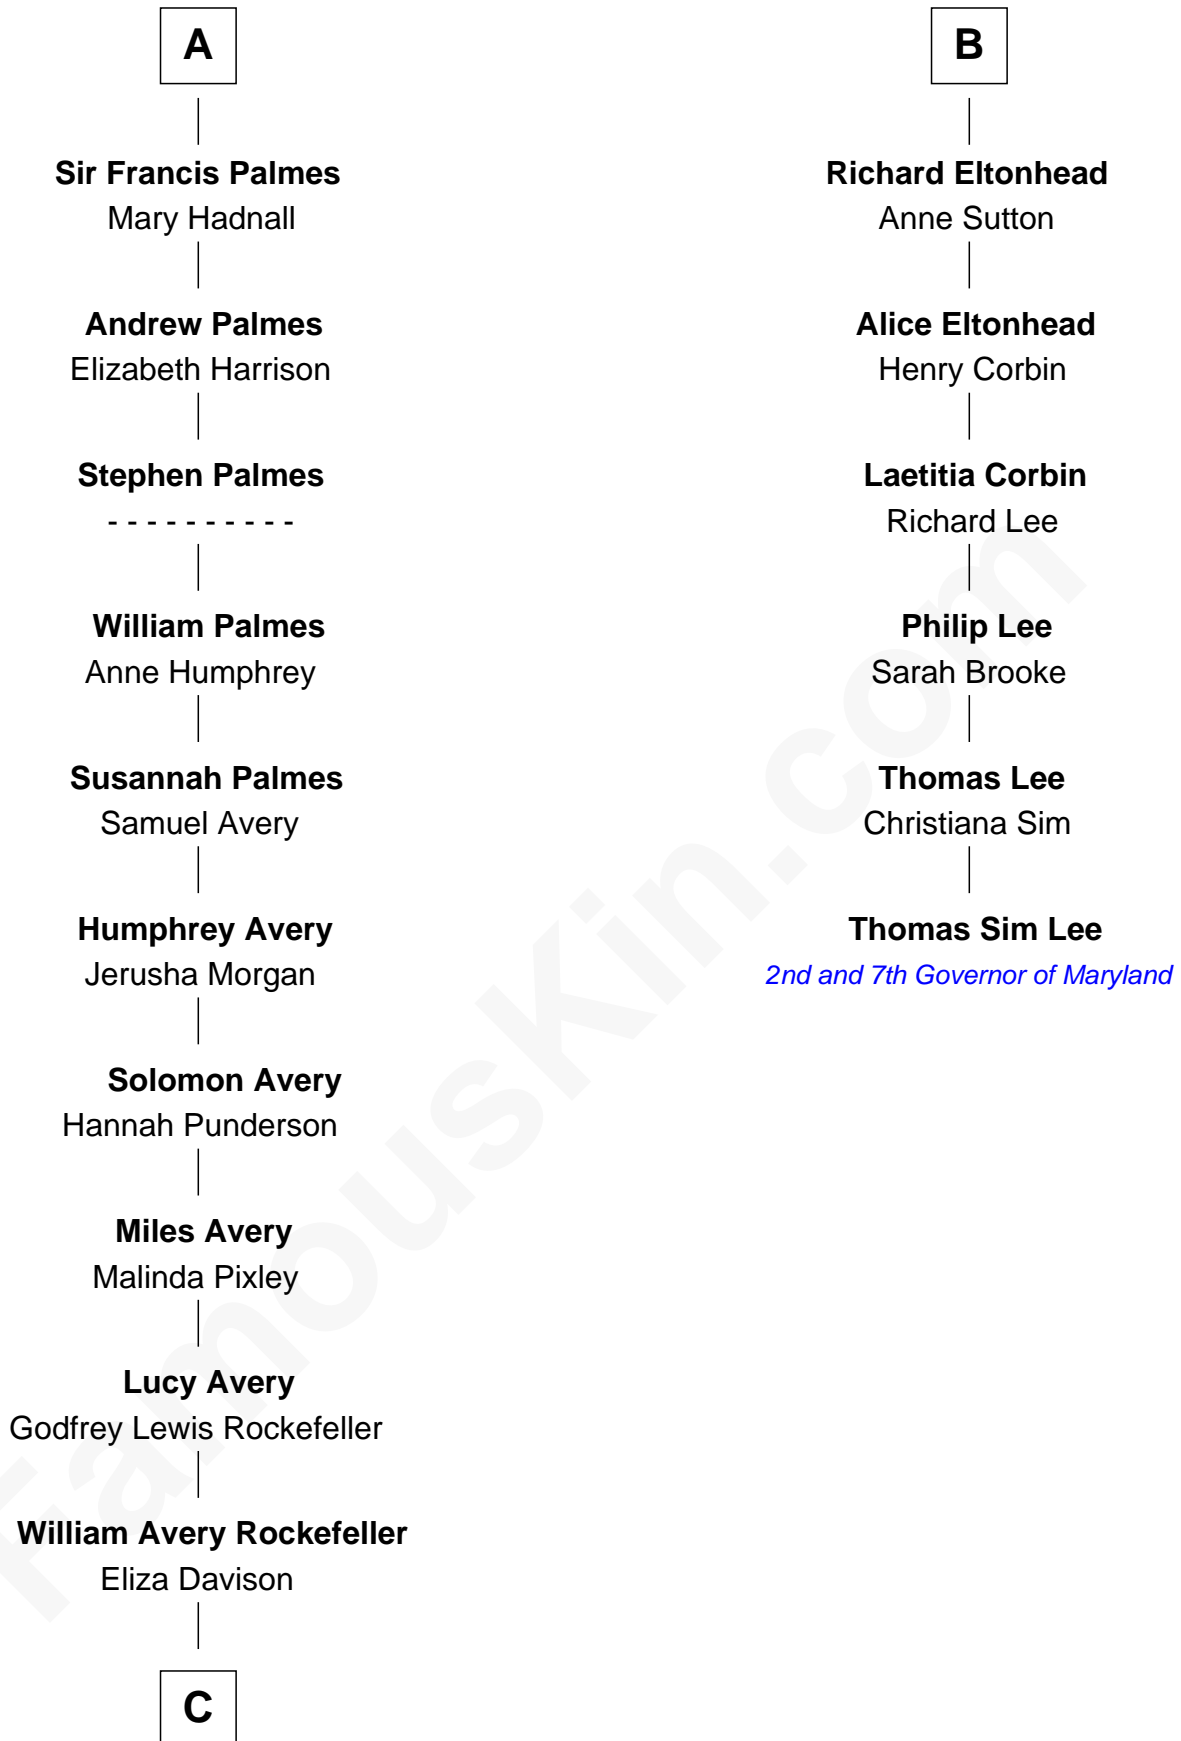 A
Sir Francis Palmes
Mary Hadnall
Andrew Palmes
Elizabeth Harrison
Stephen Palmes
- - - - - - - - - -
William Palmes
Anne Humphrey
Susannah Palmes
Samuel Avery
Humphrey Avery
Jerusha Morgan
Solomon Avery
Hannah Punderson
Miles Avery
Malinda Pixley
Lucy Avery
Godfrey Lewis Rockefeller
William Avery Rockefeller
Eliza Davison
C
B
Richard Eltonhead
Anne Sutton
Alice Eltonhead
Henry Corbin
Laetitia Corbin
Richard Lee
Philip Lee
Sarah Brooke
Thomas Lee
Christiana Sim
Thomas Sim Lee
2nd and 7th Governor of Maryland
FamousKin.com